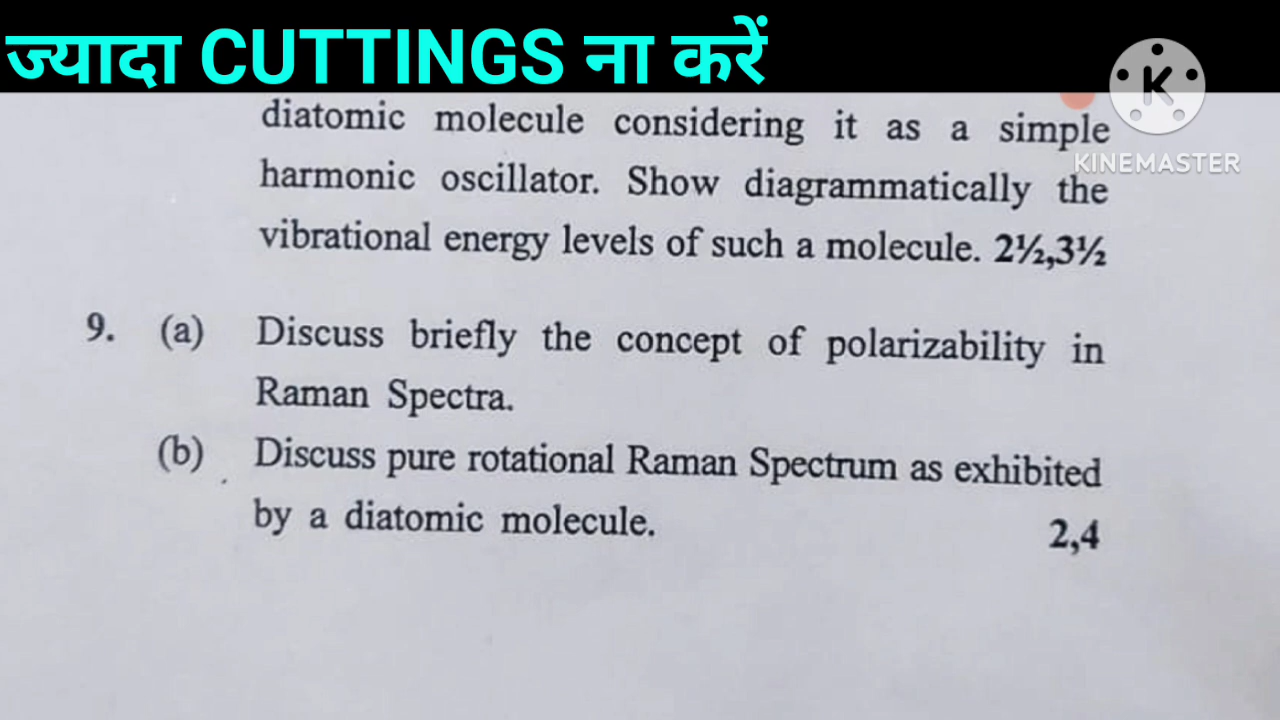 ज्यादा CUTTINGS ना करें
K
KINEMASTER
diatomic molecule considering it as a simple
harmonic oscillator. Show diagrammatically the
vibrational energy levels of such a molecule. 2½,3½
9. (a) Discuss briefly the concept of polarizability in
Raman Spectra.
(b) Discuss pure rotational Raman Spectrum as exhibited
by a diatomic molecule. 2,4